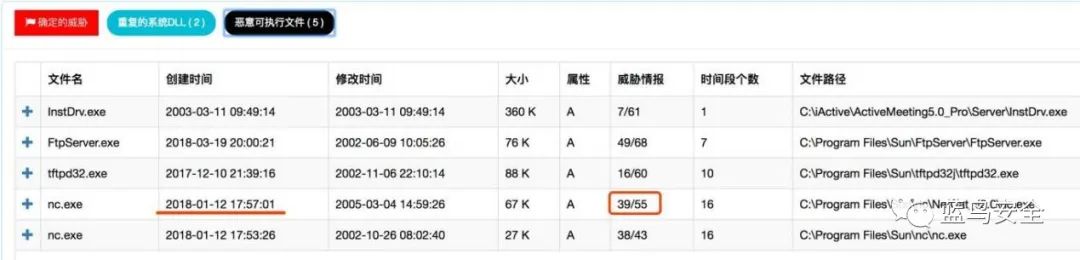 确定的威胁 重复的系统DLL ( 2 ) 恶意可执行文件 ( 5 )
文件名 创建时间 修改时间 大小 属性 威胁情报 时间段个数 文件路径
InstDrv.exe 2003-03-11 09:49:14 2003-03-11 09:49:14 360 K A 7/61 1 C:\iActive\ActiveMeeting5.0_Pro\Server\InstDrv.exe
FtpServer.exe 2018-03-19 20:00:21 2002-06-09 10:05:26 76 K A 49/68 7 C:\Program Files\Sun\FtpServer\FtpServer.exe
tftpd32.exe 2017-12-10 21:39:16 2002-11-06 22:10:14 88 K A 16/60 10 C:\Program Files\Sun\tftpd32j\tftpd32.exe
nc.exe 2018-01-12 17:57:01 2005-03-04 14:59:26 67 K A 39/55 16 C:\Program
nc.exe 2018-01-12 17:53:26 2002-10-26 08:02:40 27 K A 38/43 16 C:\Program Files\Sun\nc\nc.exe
蓝鸟安全